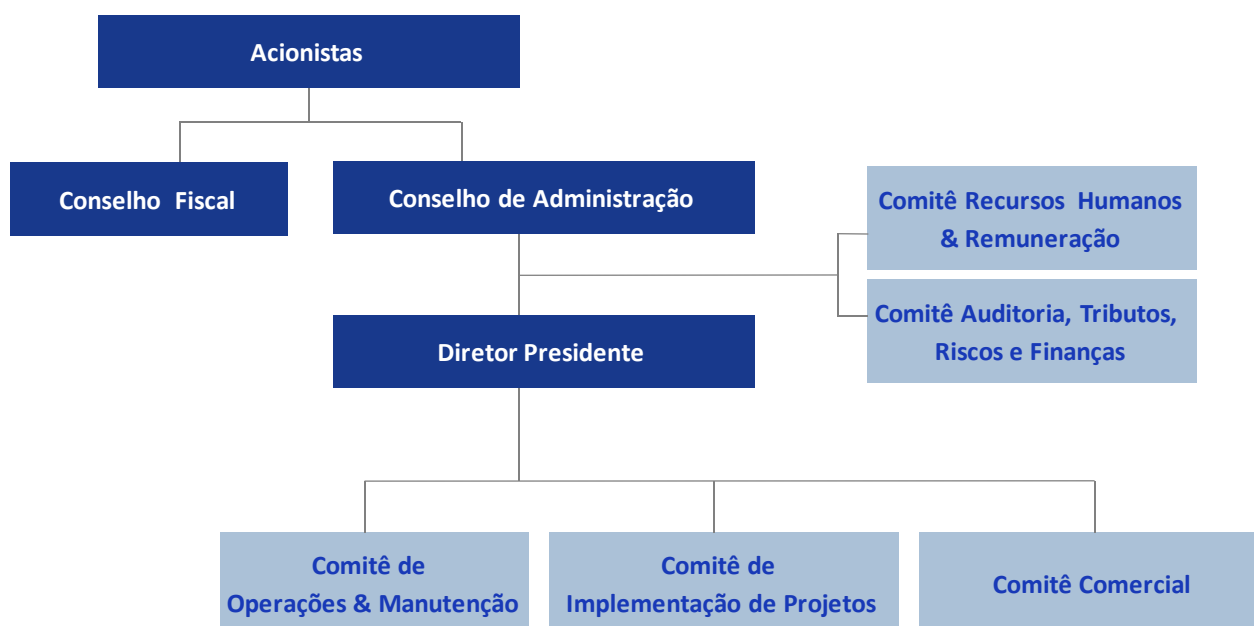 Acionistas
Conselho Fiscal
Conselho de Administração
Comitê Recursos Humanos
& Remuneração
Comitê Auditoria, Tributos,
Riscos e Finanças
Diretor Presidente
Comitê de
Operações & Manutenção
Comitê de
Implementação de Projetos
Comitê Comercial